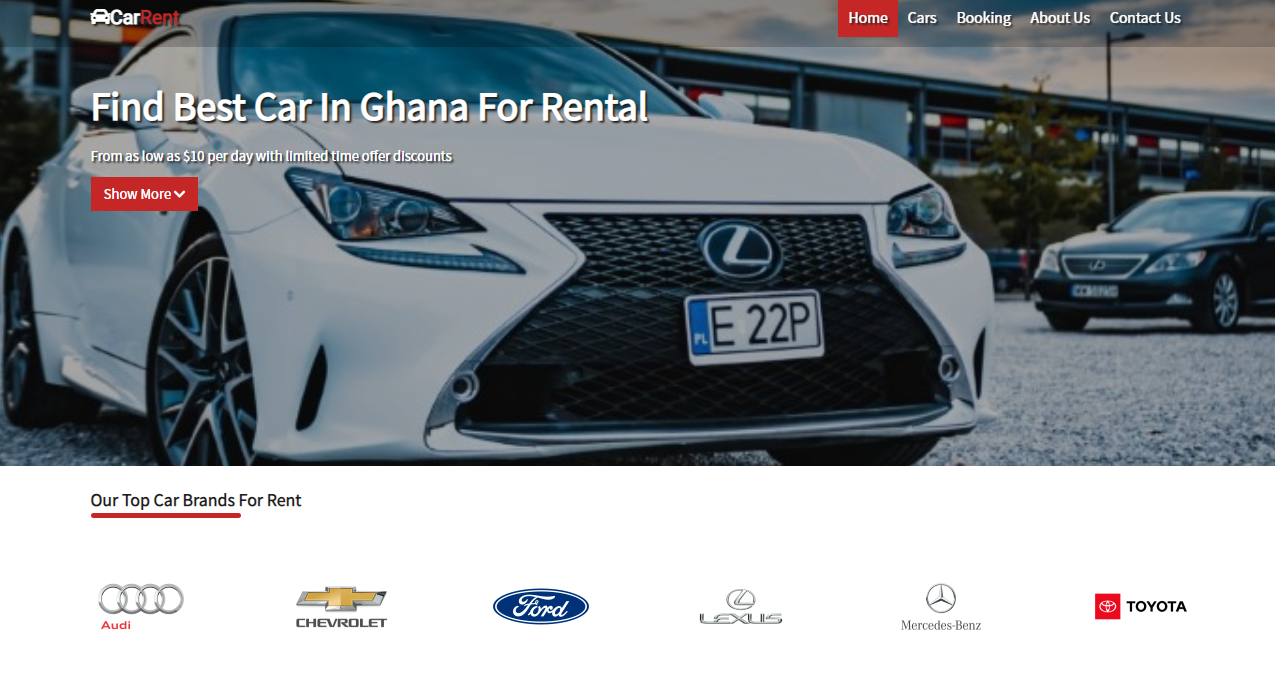 CarRent
Home Cars Booking About Us Contact Us
Find Best Car In Ghana For Rental
From as low as $10 per day with limited time offer discounts
Show More
PL E 22P
Our Top Car Brands For Rent
Audi
CHEVROLET
Ford
LEXUS
Mercedes-Benz
TOYOTA